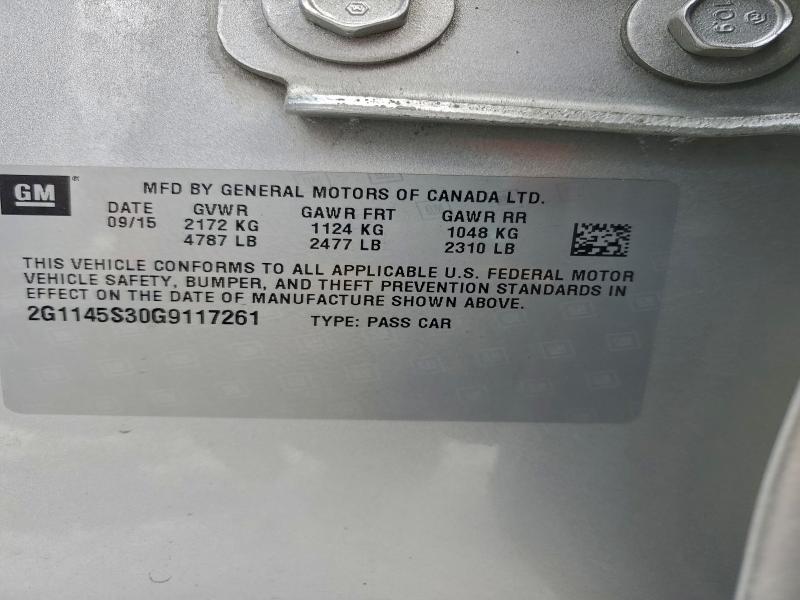 109
GM®
MFD BY GENERAL MOTORS OF CANADA LTD.
DATE GVWR GAWR FRT GAWR RR
09/15 2172 KG 1124 KG 1048 KG
4787 LB 2477 LB 2310 LB
THIS VEHICLE CONFORMS TO ALL APPLICABLE U.S. FEDERAL MOTOR
VEHICLE SAFETY, BUMPER, AND THEFT PREVENTION STANDARDS IN
EFFECT ON THE DATE OF MANUFACTURE SHOWN ABOVE.
2G1145S30G9117261 TYPE: PASS CAR